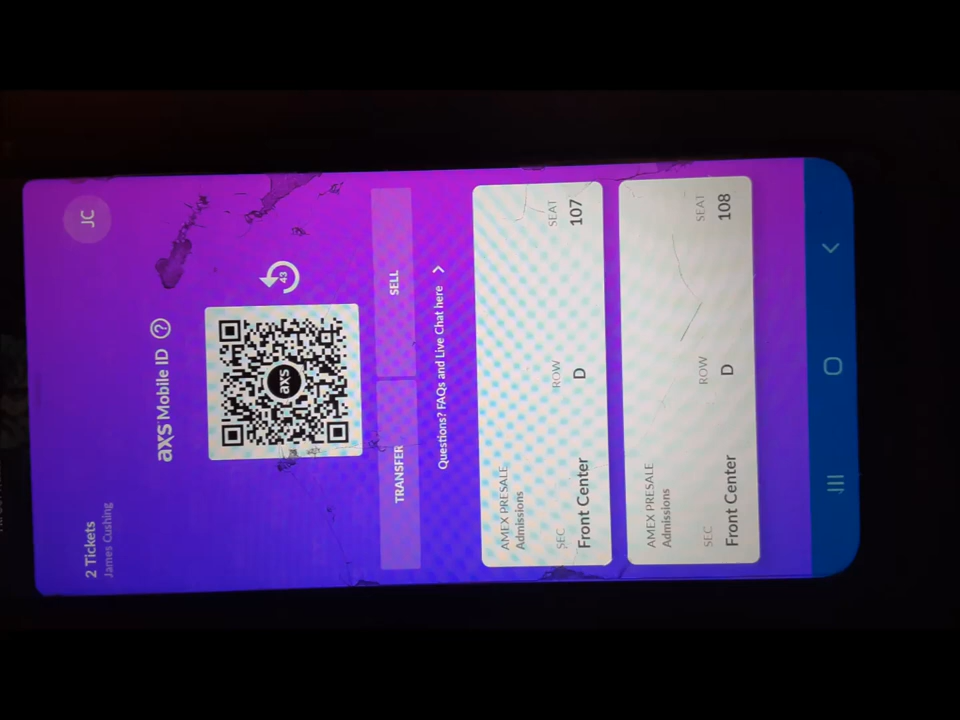 2 Tickets
James Cushing
JC
axs Mobile ID ?
axs
43
TRANSFER
SELL
Questions? FAQs and Live Chat here >
AMEX PRESALE
Admissions
SEC
ROW
SEAT
Front Center
D
107
AMEX PRESALE
Admissions
SEC
ROW
SEAT
Front Center
D
108